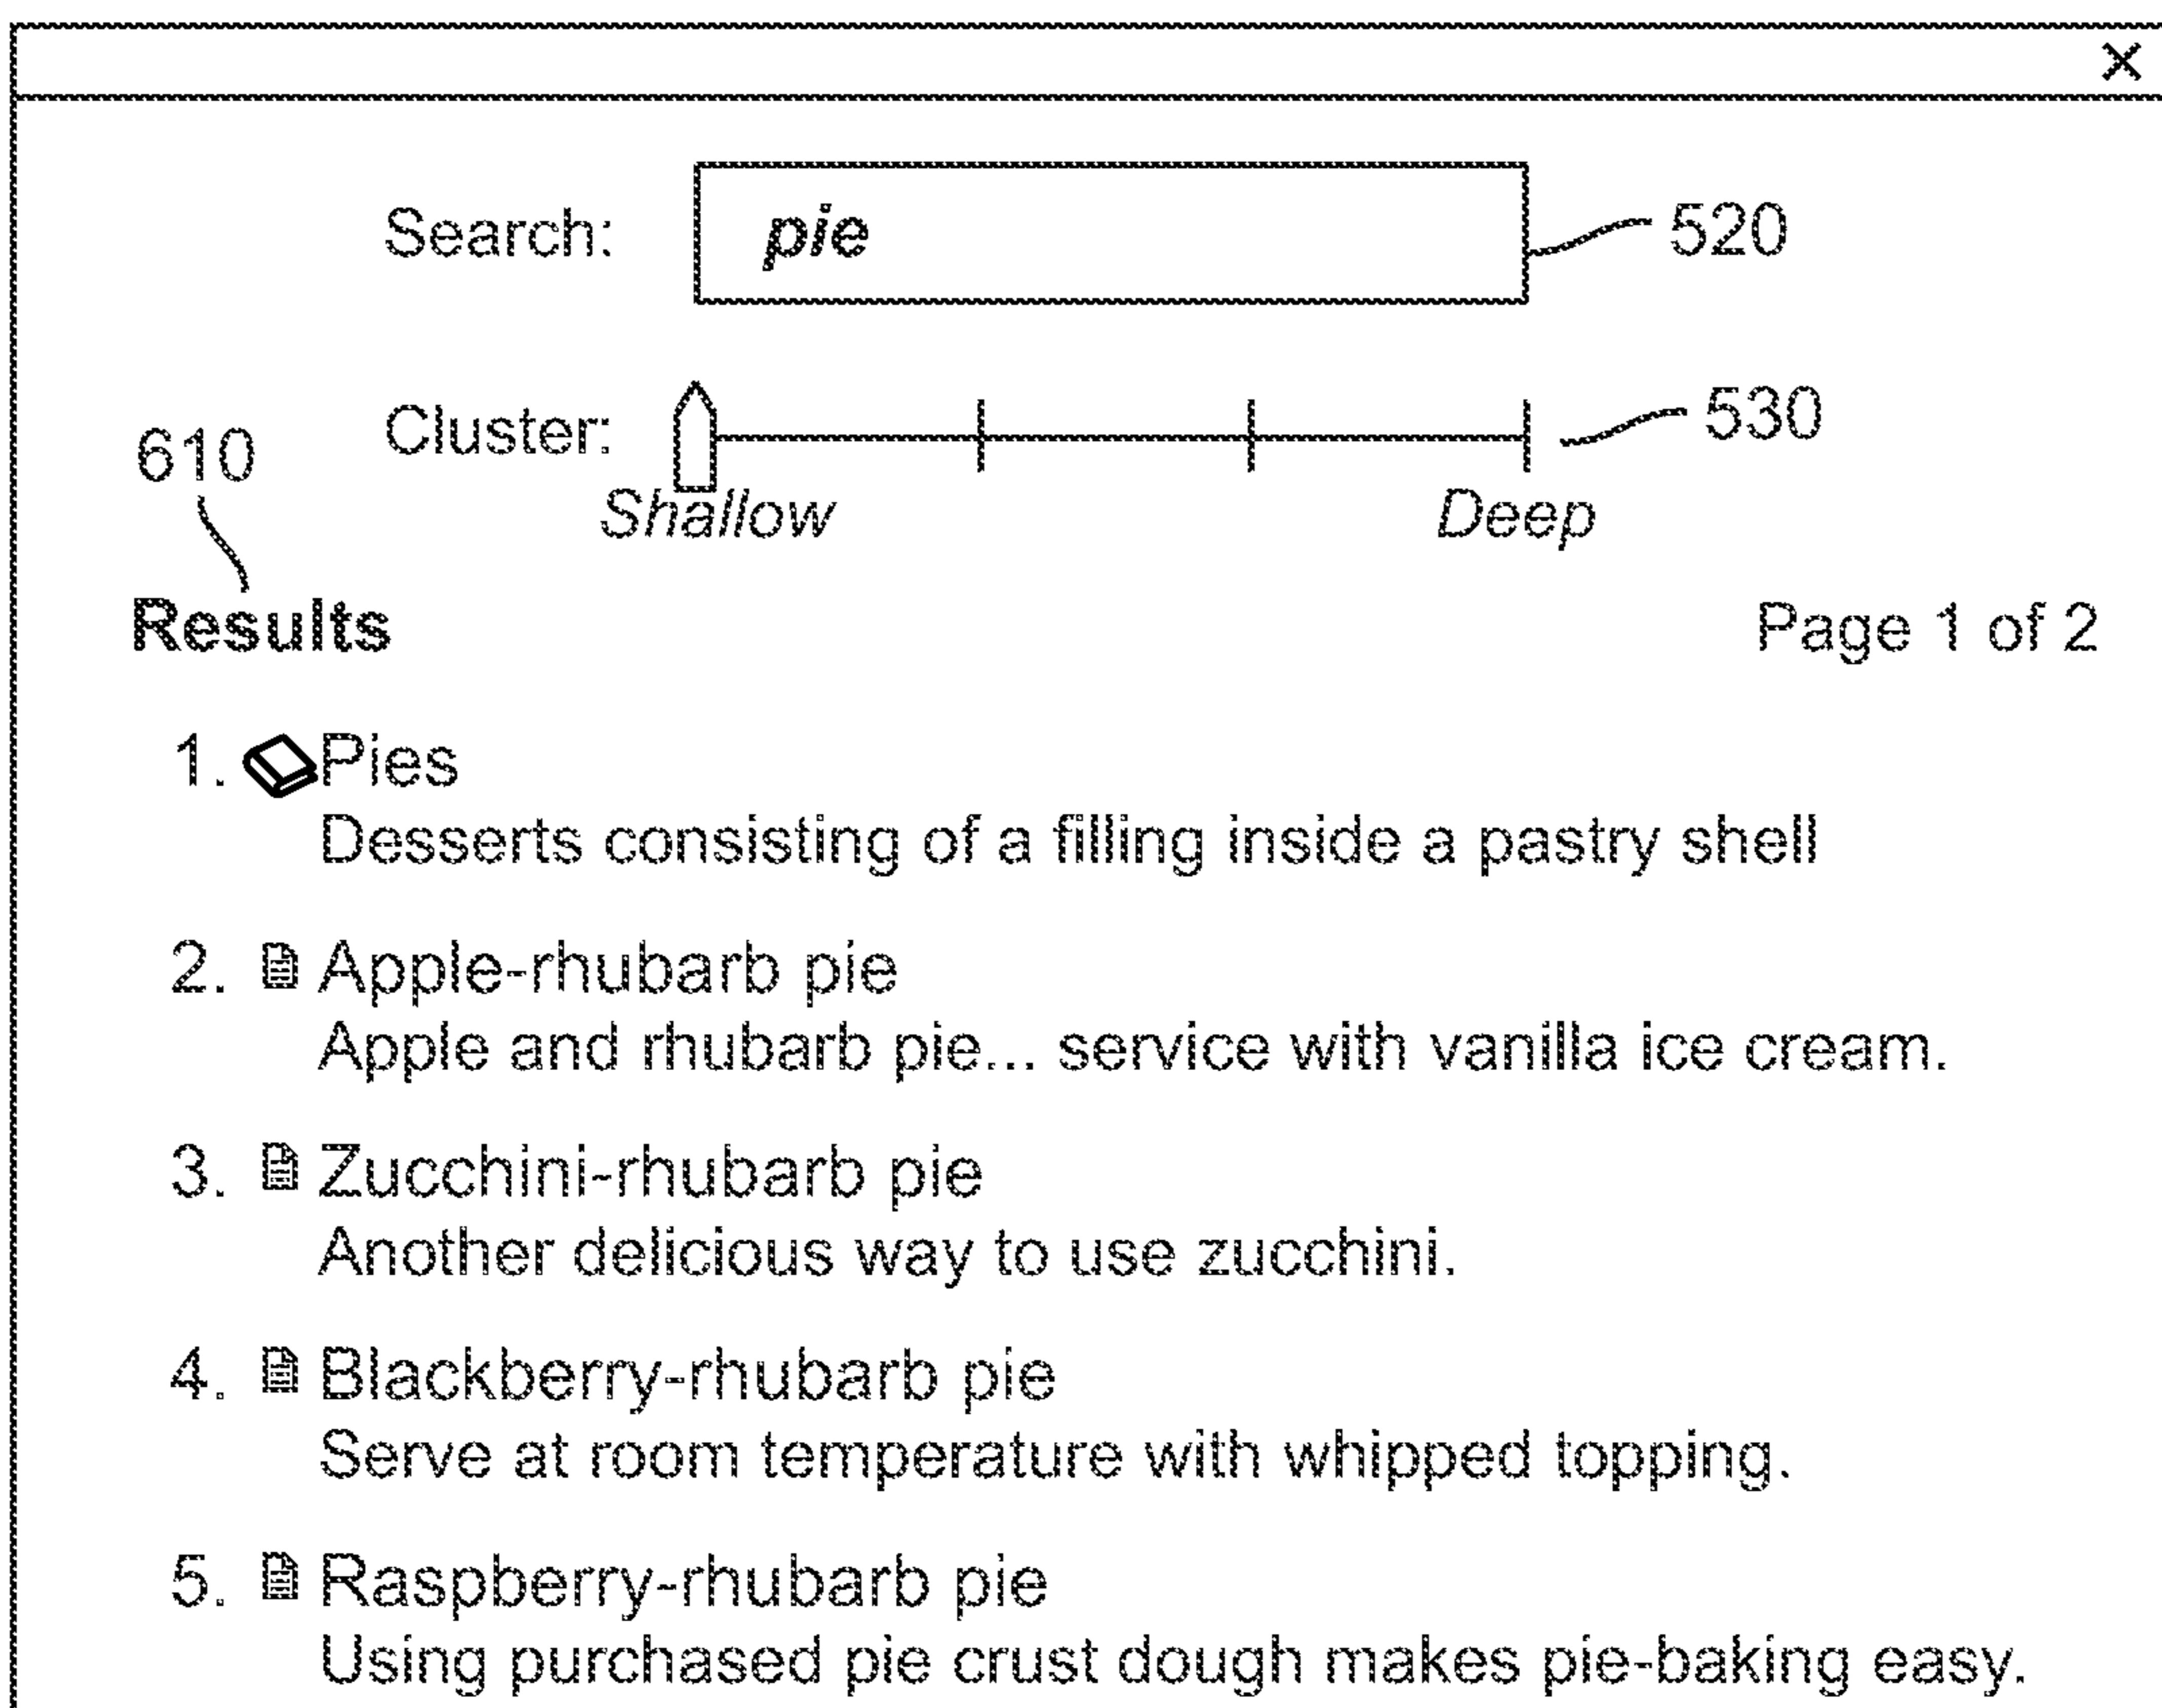 ×
Search: pie 520
Cluster: 530
610
Shallow Deep
Results Page 1 of 2
1. Pies
Desserts consisting of a filling inside a pastry shell
2. Apple-rhubarb pie
Apple and rhubarb pie... service with vanilla ice cream.
3. Zucchini-rhubarb pie
Another delicious way to use zucchini.
4. Blackberry-rhubarb pie
Serve at room temperature with whipped topping.
5. Raspberry-rhubarb pie
Using purchased pie crust dough makes pie-baking easy.